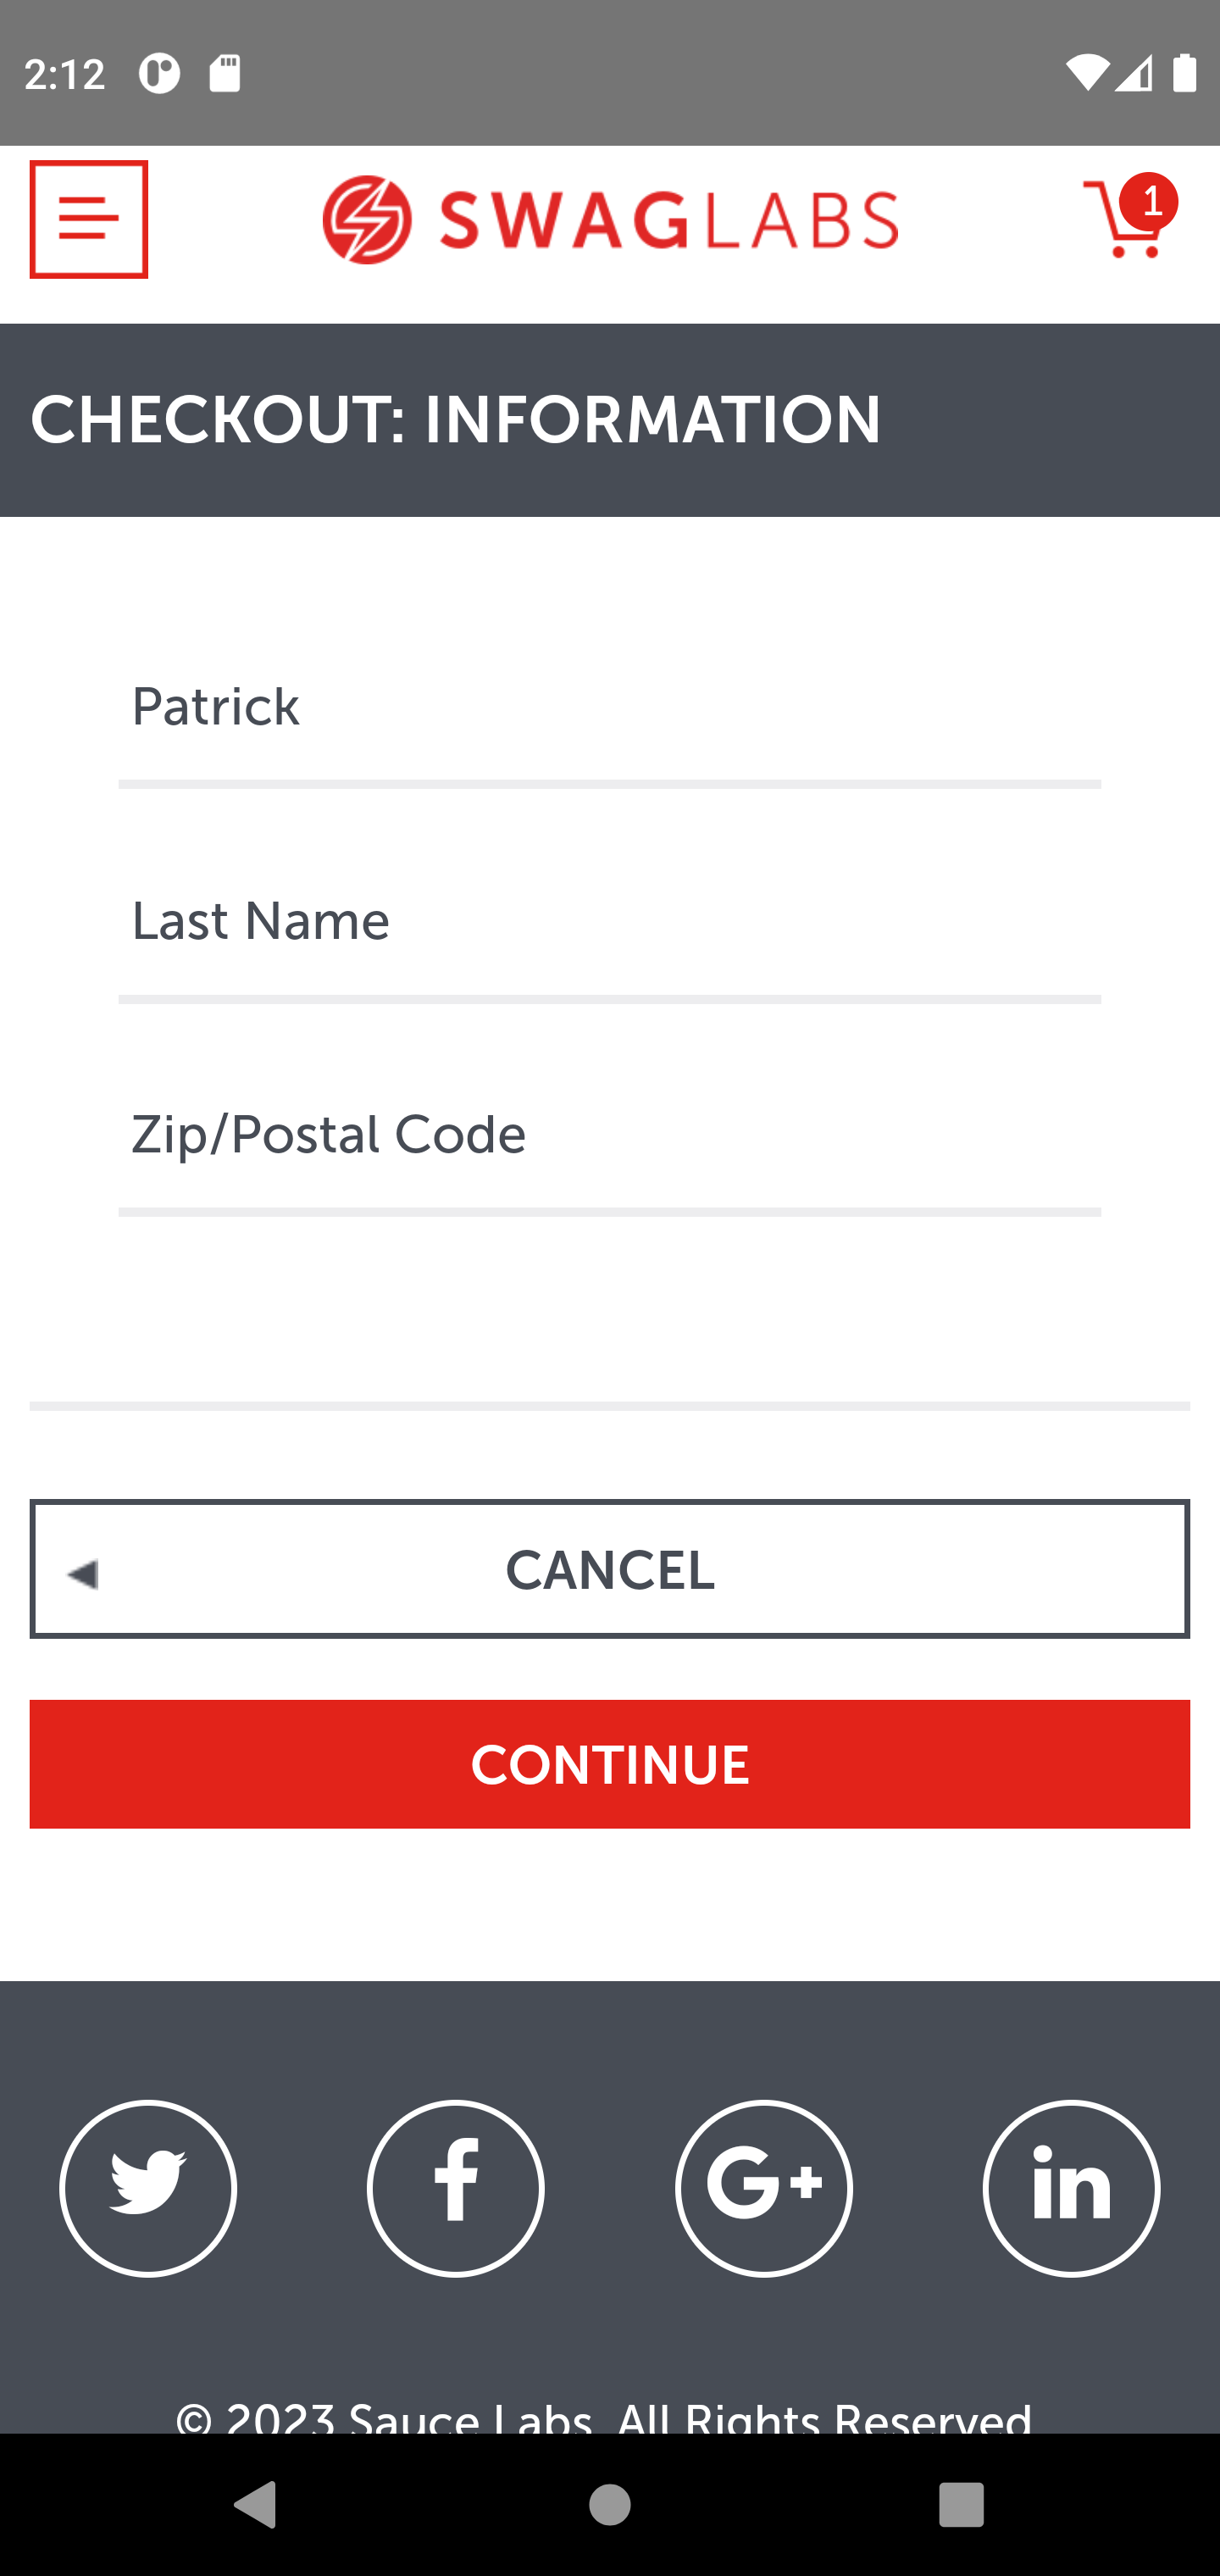 2:12
SWAGLABS
1
CHECKOUT: INFORMATION
Patrick
Last Name
Zip/Postal Code
CANCEL
CONTINUE
f
G+
in
© 2023 Sauce Labs. All Rights Reserved.